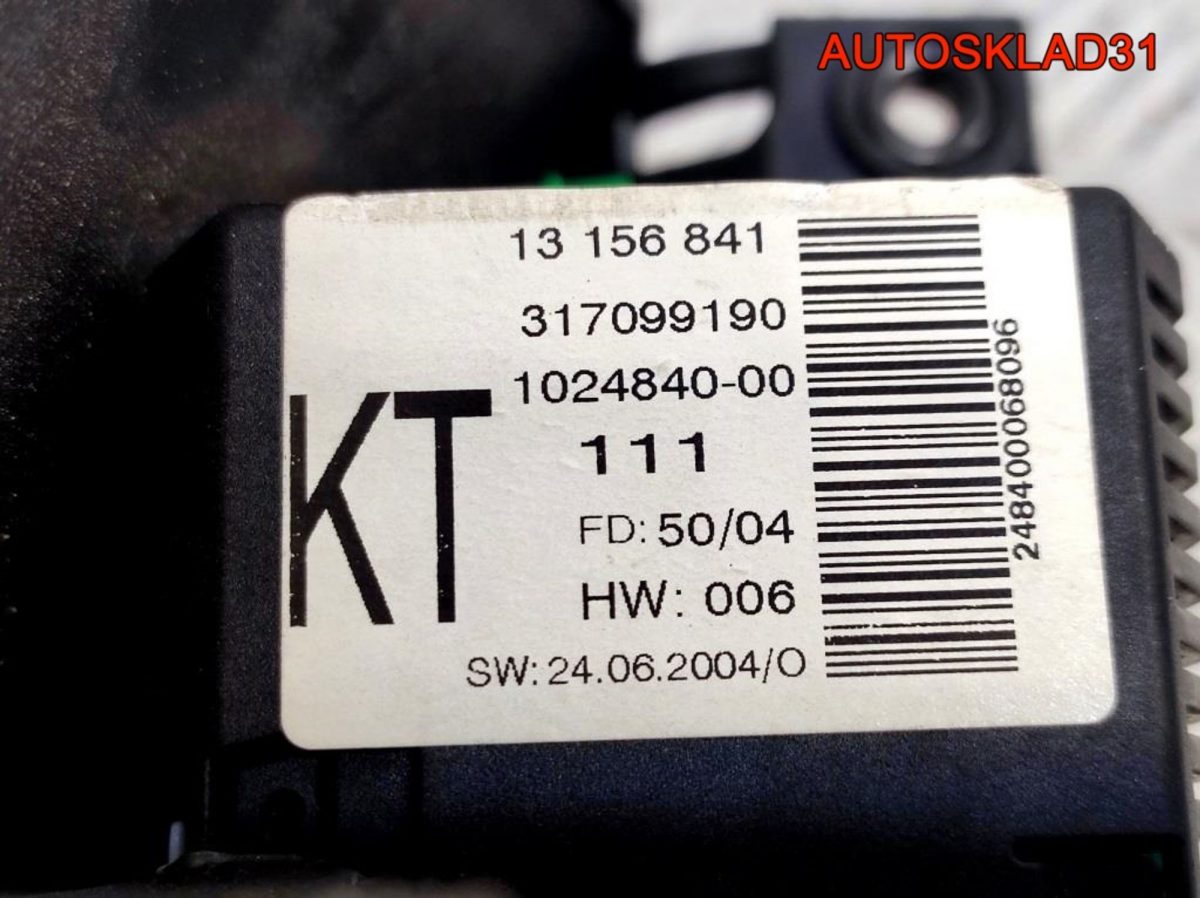 AUTOSKLAD31
13 156 841
317099190
1024840-00
KT
111
FD: 50/04
HW: 006
SW: 24.06.2004/O
2484000068096